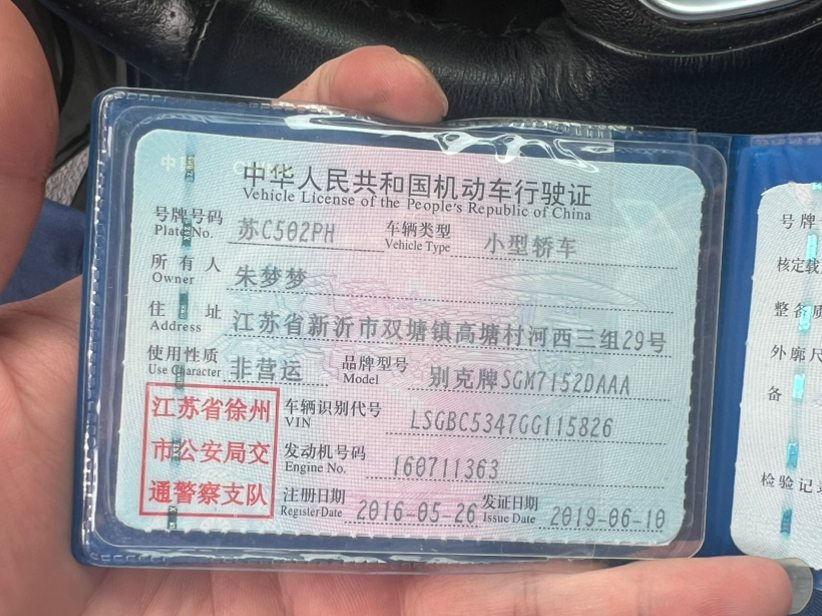 中华人民共和国机动车行驶证
Vehicle License of the People's Republic of China
号牌号码 苏C502PH 车辆类型 小型轿车
Plate No. Vehicle Type
所有人 朱梦梦
Owner
住址 江苏省新沂市双塘镇高塘村河西三组29号
Address
使用性质 非营运 品牌型号 别克牌SGM7152DAAA
Use Character Model
江苏省徐州 车辆识别代号 LSGBC5347GG115826
VIN
市公安局交 发动机号码 160711363
Engine No.
通警察支队 注册日期 2016-05-26 发证日期 2019-06-10
Register Date Issue Date
号牌
核定载
整备质
外廓尺
备
检验记